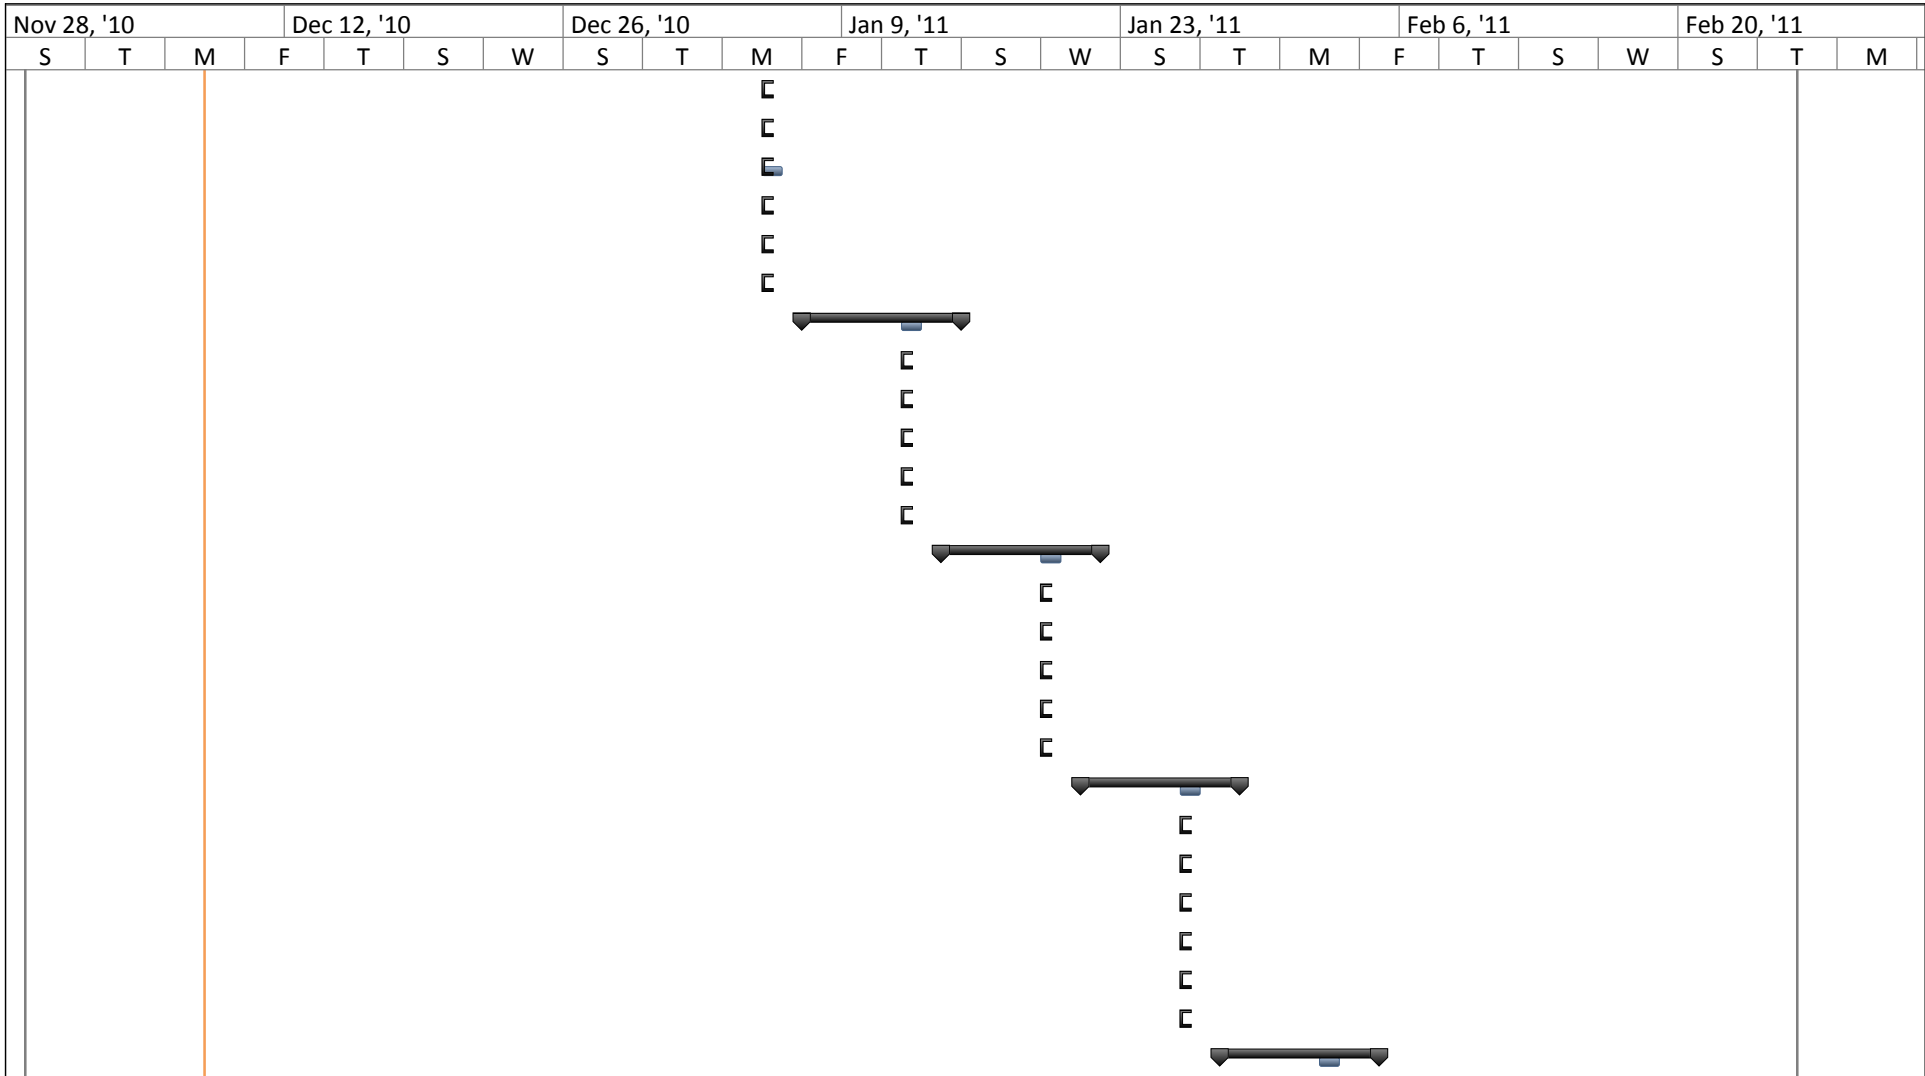 Nov 28, '10 Dec 12, '10 Dec 26, '10 Jan 9, '11 Jan 23, '11 Feb 6, '11 Feb 20, '11
S T M F T S W S T M F T S W S T M F T S W S T M